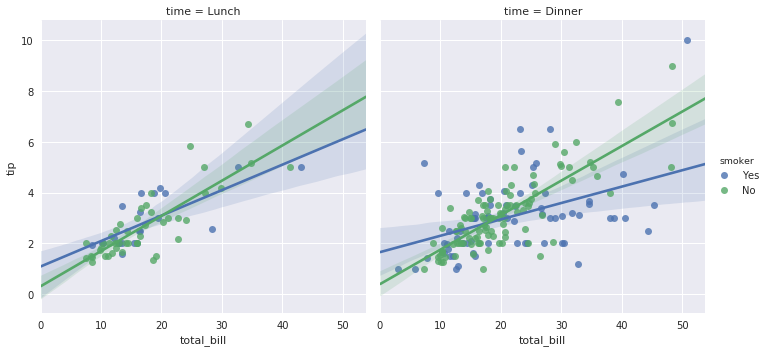 time = Lunch
time = Dinner
10
8
6
4
2
0
tip
0 10 20 30 40 50
0 10 20 30 40 50
total_bill
total_bill
smoker
Yes
No